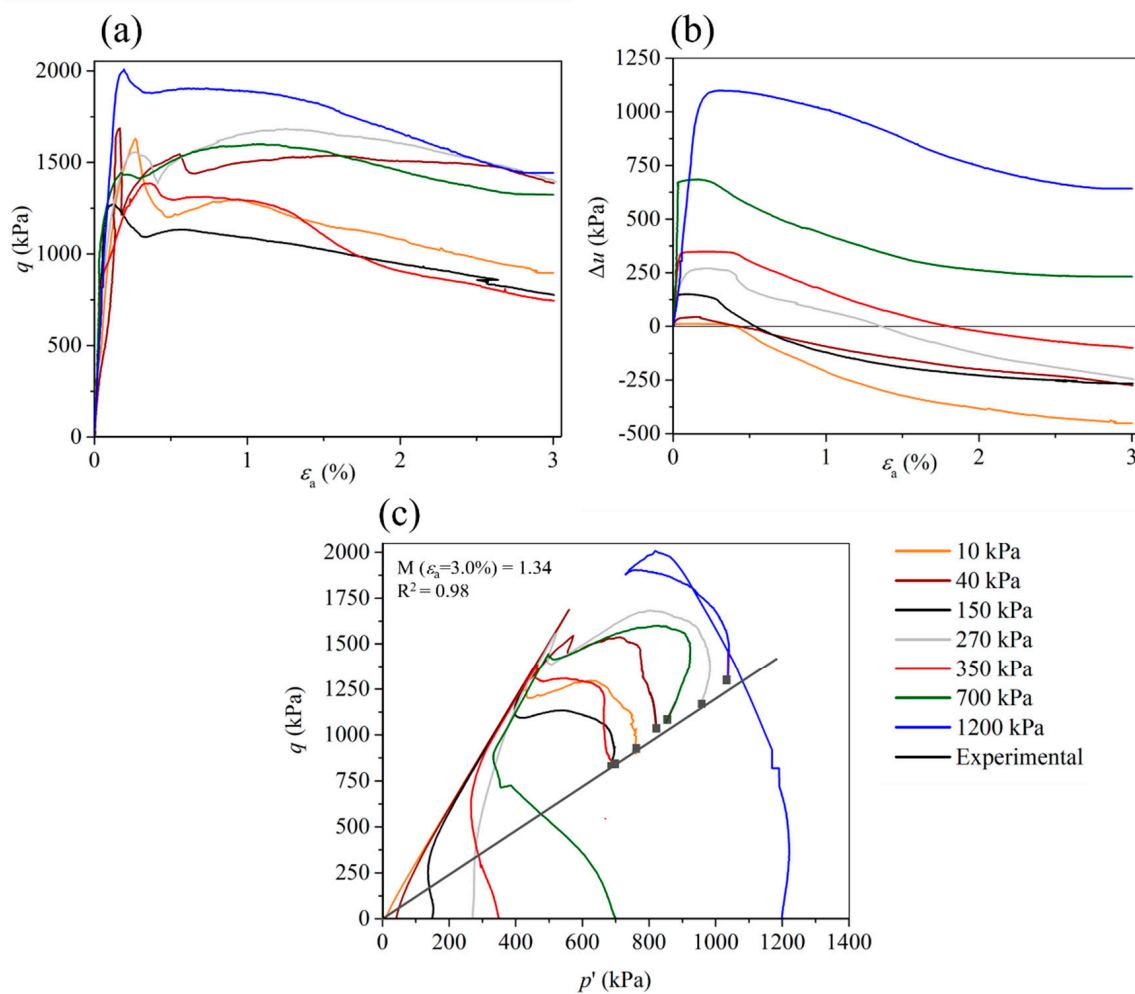 (a)
2000
1500
1000
500
0
q (kPa)
0
1
2
3
εa (%)
(b)
1250
1000
750
500
250
0
-250
-500
Δu (kPa)
0
1
2
3
εa (%)
(c)
M (εa=3.0%) = 1.34
R² = 0.98
2000
1750
1500
1250
1000
750
500
250
0
q (kPa)
0
200
400
600
800
1000
1200
1400
p' (kPa)
10 kPa
40 kPa
150 kPa
270 kPa
350 kPa
700 kPa
1200 kPa
Experimental